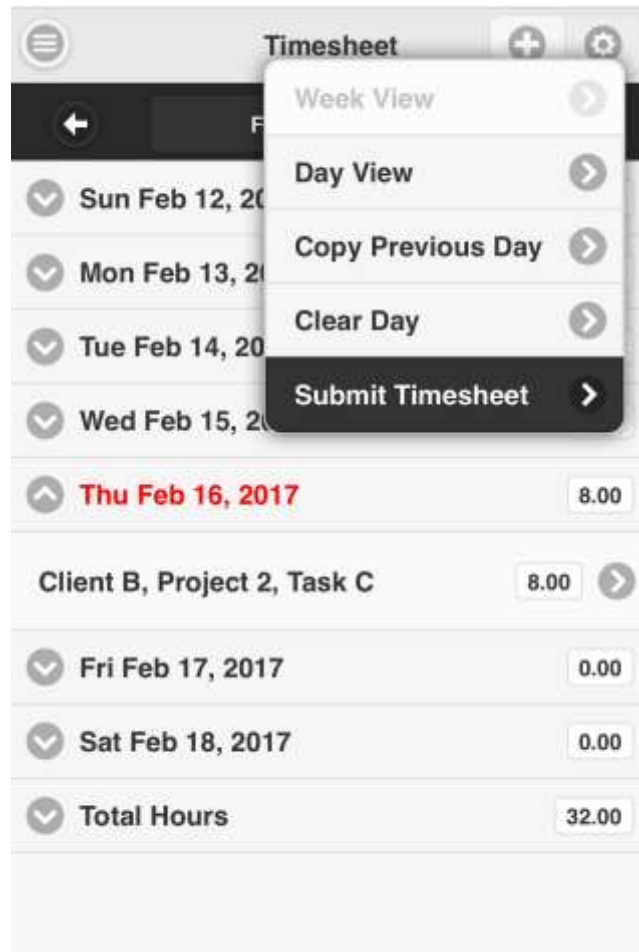 Timesheet
Week View
F
Day View
Sun Feb 12, 20
Copy Previous Day
Mon Feb 13, 2
Clear Day
Tue Feb 14, 20
Submit Timesheet
Wed Feb 15, 2
Thu Feb 16, 2017 8.00
Client B, Project 2, Task C 8.00
Fri Feb 17, 2017 0.00
Sat Feb 18, 2017 0.00
Total Hours 32.00